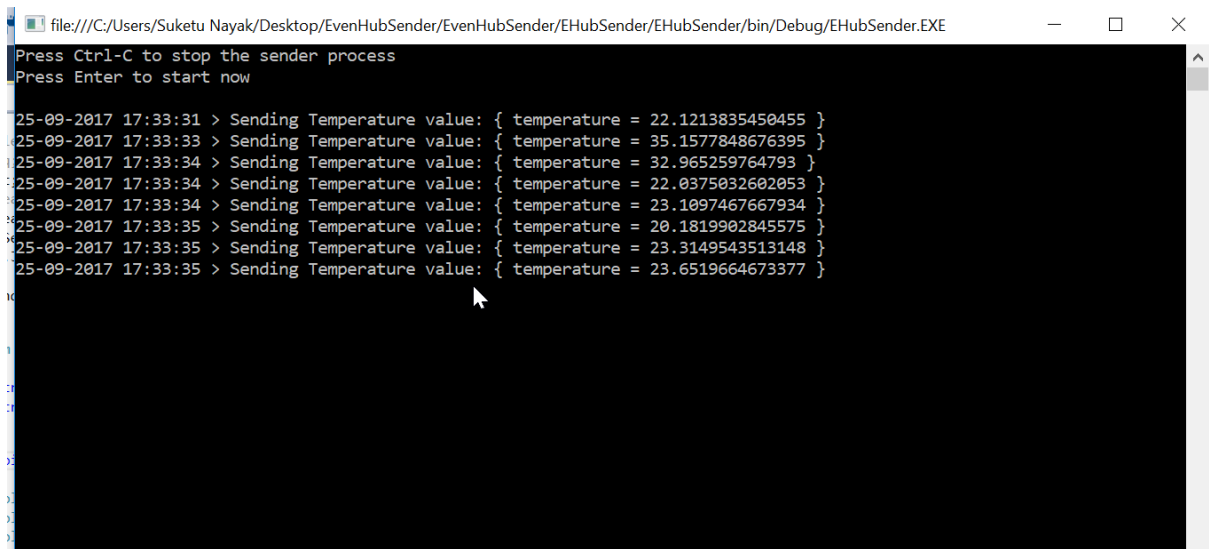 file:///C:/Users/Suketu Nayak/Desktop/EvenHubSender/EvenHubSender/EHubSender/EHubSender/bin/Debug/EHubSender.EXE
Press Ctrl-C to stop the sender process
Press Enter to start now
25-09-2017 17:33:31 > Sending Temperature value: { temperature = 22.1213835450455 }
25-09-2017 17:33:33 > Sending Temperature value: { temperature = 35.1577848676395 }
25-09-2017 17:33:34 > Sending Temperature value: { temperature = 32.965259764793 }
25-09-2017 17:33:34 > Sending Temperature value: { temperature = 22.0375032602053 }
25-09-2017 17:33:34 > Sending Temperature value: { temperature = 23.1097467667934 }
25-09-2017 17:33:35 > Sending Temperature value: { temperature = 20.1819902845575 }
25-09-2017 17:33:35 > Sending Temperature value: { temperature = 23.3149543513148 }
25-09-2017 17:33:35 > Sending Temperature value: { temperature = 23.6519664673377 }